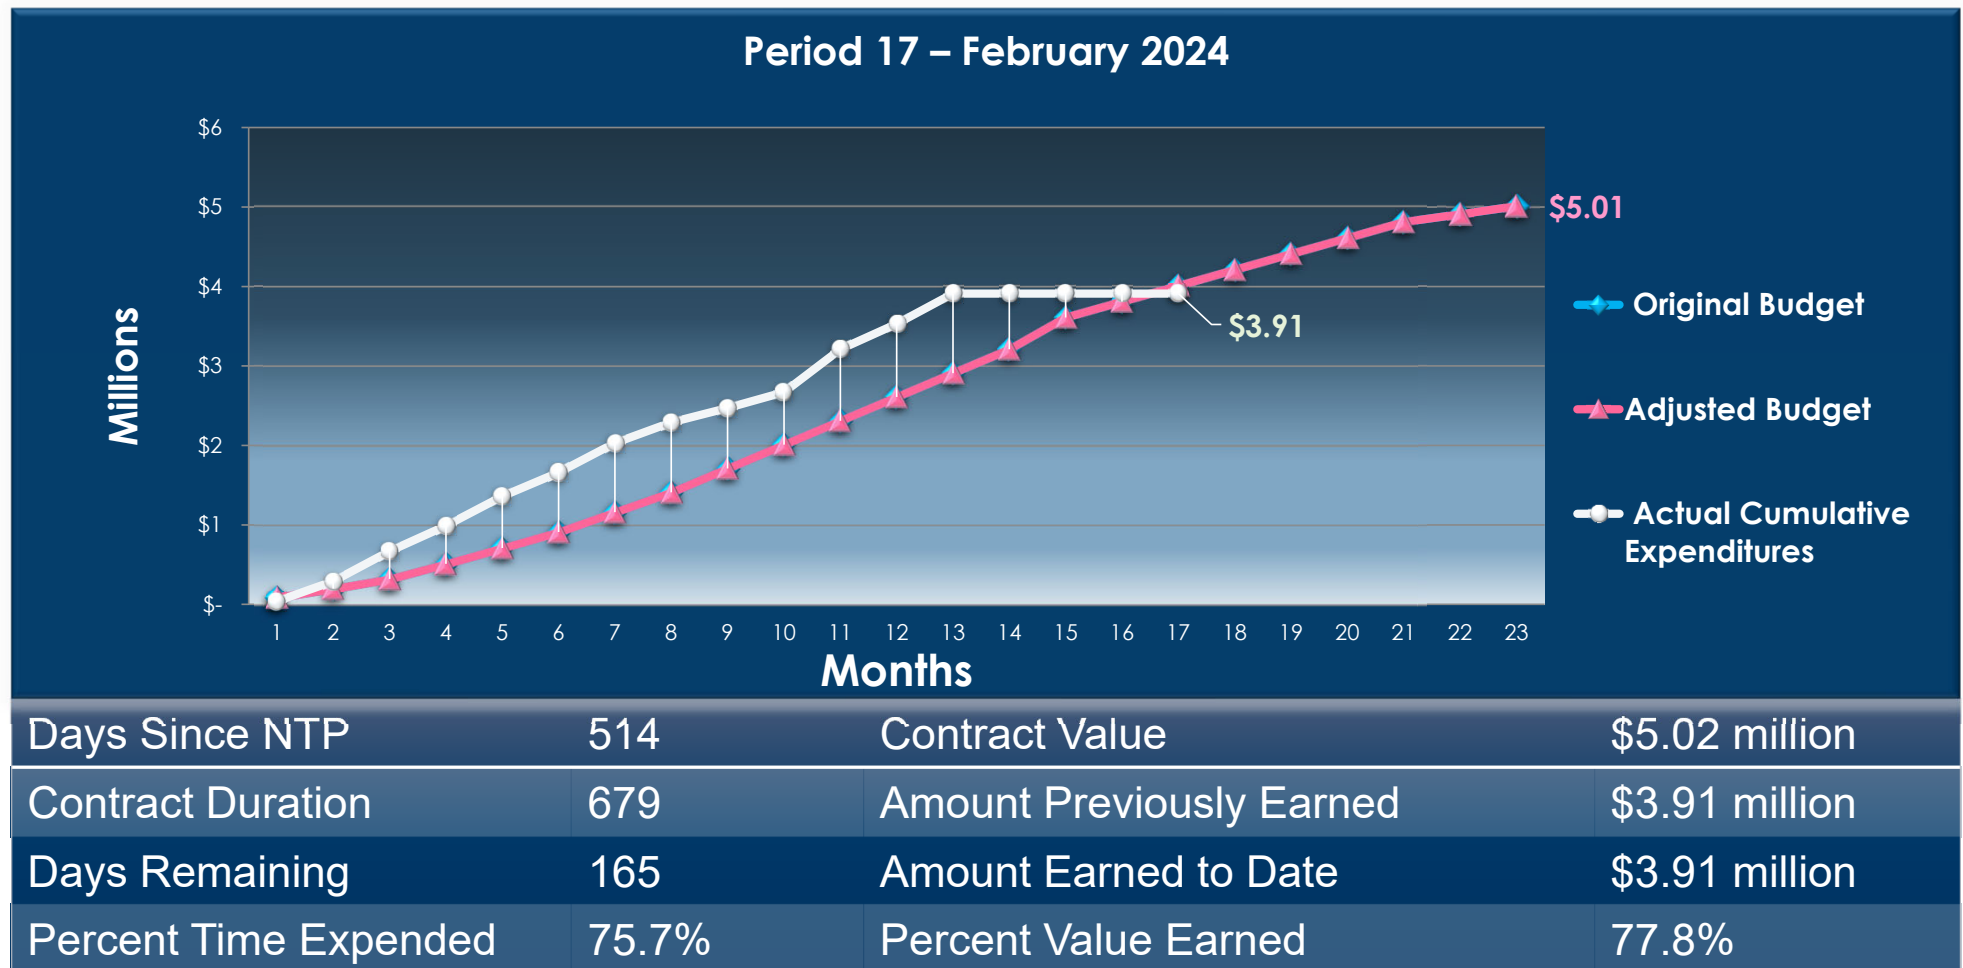 Period 17 – February 2024
$6
$5
$4
$3
$2
$1
$-
Millions
$5.01
$3.91
1 2 3 4 5 6 7 8 9 10 11 12 13 14 15 16 17 18 19 20 21 22 23
Months
Original Budget
Adjusted Budget
Actual Cumulative
Expenditures
Days Since NTP 514 Contract Value $5.02 million
Contract Duration 679 Amount Previously Earned $3.91 million
Days Remaining 165 Amount Earned to Date $3.91 million
Percent Time Expended 75.7% Percent Value Earned 77.8%